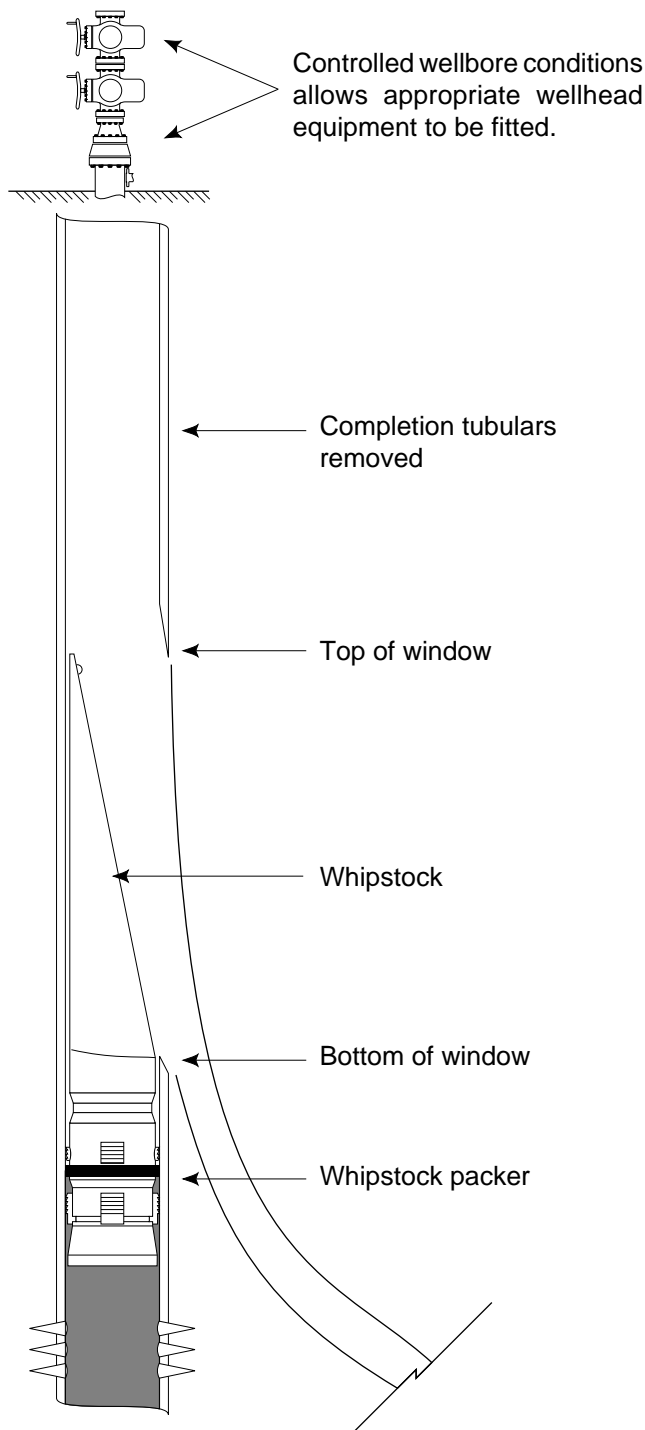 Controlled wellbore conditions
allows appropriate wellhead
equipment to be fitted.
Completion tubulars
removed
Top of window
Whipstock
Bottom of window
Whipstock packer